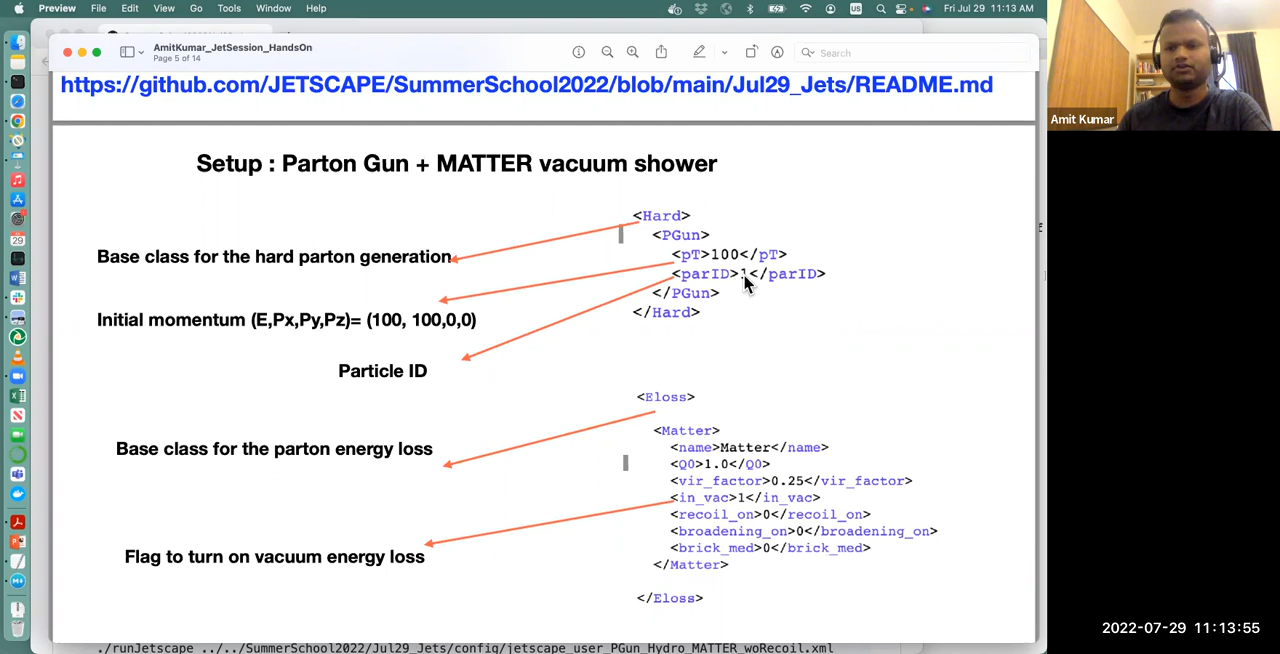 Preview File Edit View Go Tools Window Help
US Fri Jul 29 11:13 AM
AmitKumar_JetSession_HandsOn
Page 5 of 14
Search
https://github.com/JETSCAPE/SummerSchool2022/blob/main/Jul29_Jets/README.md
Amit Kumar
Setup : Parton Gun + MATTER vacuum shower
<Hard>
<PGun>
Base class for the hard parton generation
<pT>100</pT>
<parID>1</parID>
</PGun>
</Hard>
Initial momentum (E,Px,Py,Pz)= (100, 100,0,0)
Particle ID
<Eloss>
<Matter>
Base class for the parton energy loss
<name>Matter</name>
<Q0>1.0</Q0>
<vir_factor>0.25</vir_factor>
<in_vac>1</in_vac>
<recoil_on>0</recoil_on>
<broadening_on>0</broadening_on>
<brick_med>0</brick_med>
Flag to turn on vacuum energy loss
</Matter>
</Eloss>
2022-07-29 11:13:55
./runJetscape ../../SummerSchool2022/Jul29_Jets/config/jetscape_user_PGun_Hydro_MATTER_woRecoil.xml